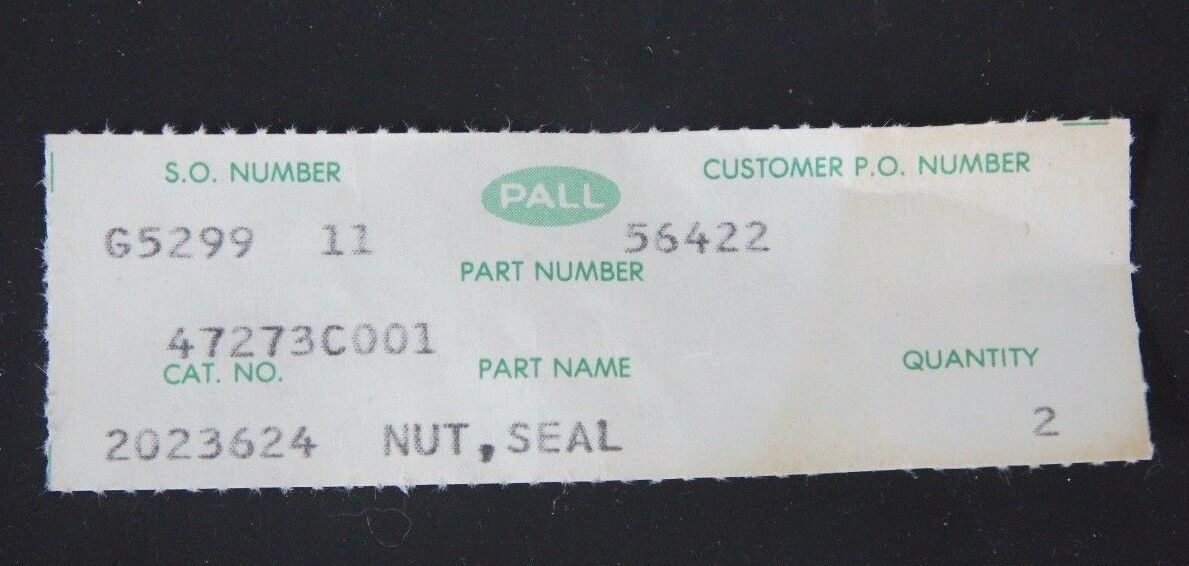 S.O. NUMBER PALL CUSTOMER P.O. NUMBER
G5299 11 56422
PART NUMBER
47273C001
CAT. NO. PART NAME QUANTITY
2023624 NUT,SEAL 2